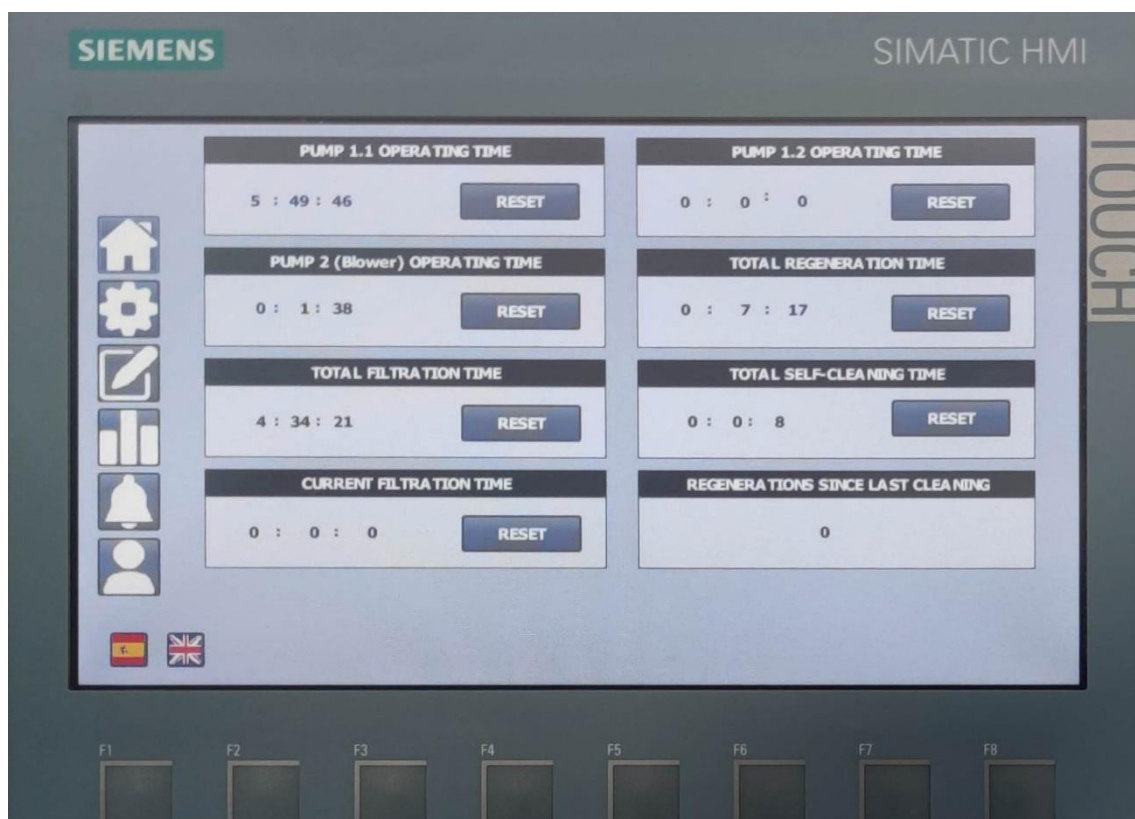 SIEMENS
SIMATIC HMI
TOUCH
PUMP 1.1 OPERATING TIME
5 : 49 : 46
RESET
PUMP 1.2 OPERATING TIME
0 : 0 : 0
RESET
PUMP 2 (Blower) OPERATING TIME
0 : 1 : 38
RESET
TOTAL REGENERATION TIME
0 : 7 : 17
RESET
TOTAL FILTRATION TIME
4 : 34 : 21
RESET
TOTAL SELF-CLEANING TIME
0 : 0 : 8
RESET
CURRENT FILTRATION TIME
0 : 0 : 0
RESET
REGENERATIONS SINCE LAST CLEANING
0
F1
F2
F3
F4
F5
F6
F7
F8